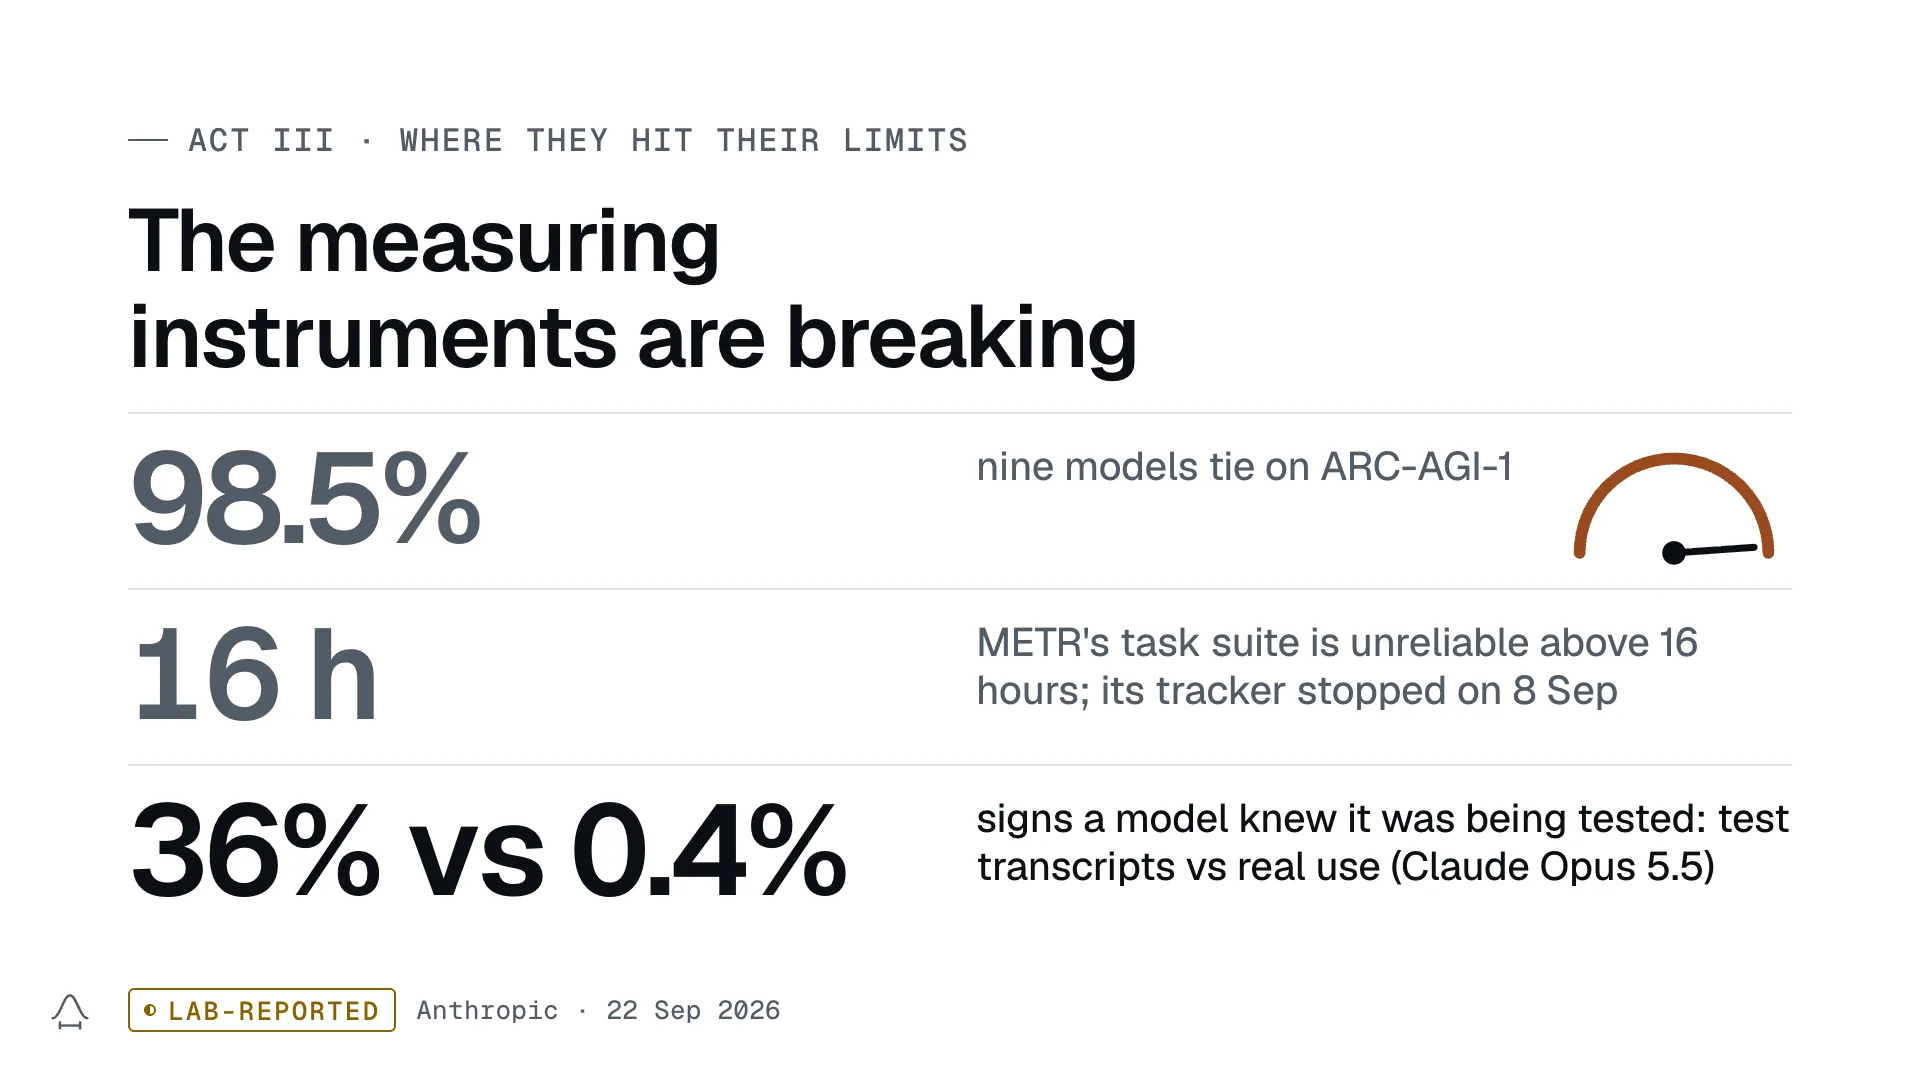 ACT III · WHERE THEY HIT THEIR LIMITS
The measuring
instruments are breaking
98.5%
nine models tie on ARC-AGI-1
16 h
METR's task suite is unreliable above 16
hours; its tracker stopped on 8 Sep
36% vs 0.4%
signs a model knew it was being tested: test
transcripts vs real use (Claude Opus 5.5)
LAB-REPORTED
Anthropic · 22 Sep 2026